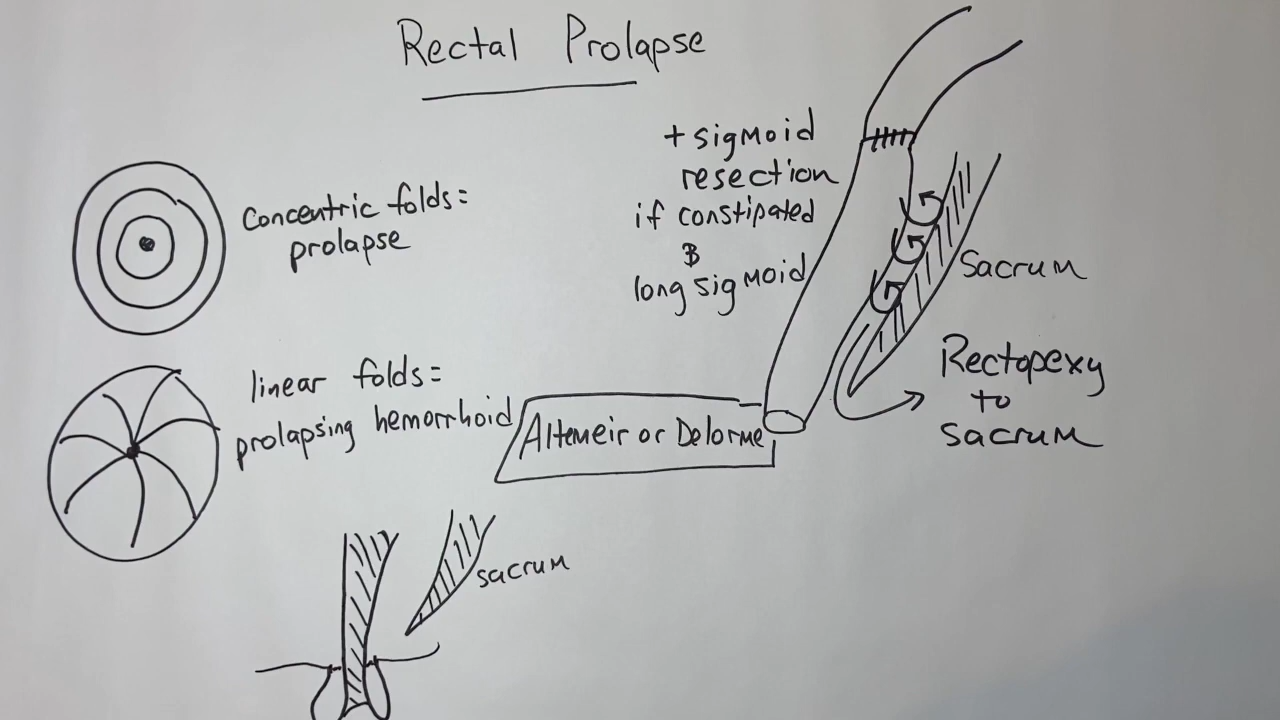 Rectal Prolapse
concentric folds=
prolapse
linear folds=
prolapsing hemorrhoid
+ sigmoid
resection
if constipated
&
long sigmoid
Sacrum
Rectopexy
to
sacrum
Altemeir or Delorme
sacrum